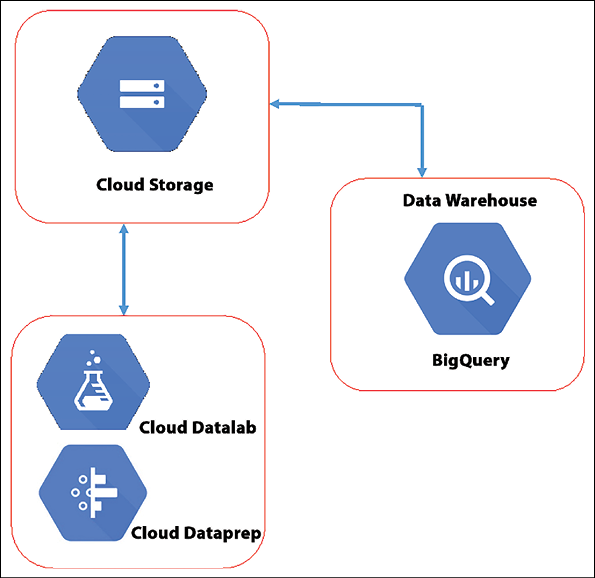 Cloud Storage
Data Warehouse
BigQuery
Cloud Datalab
Cloud Dataprep